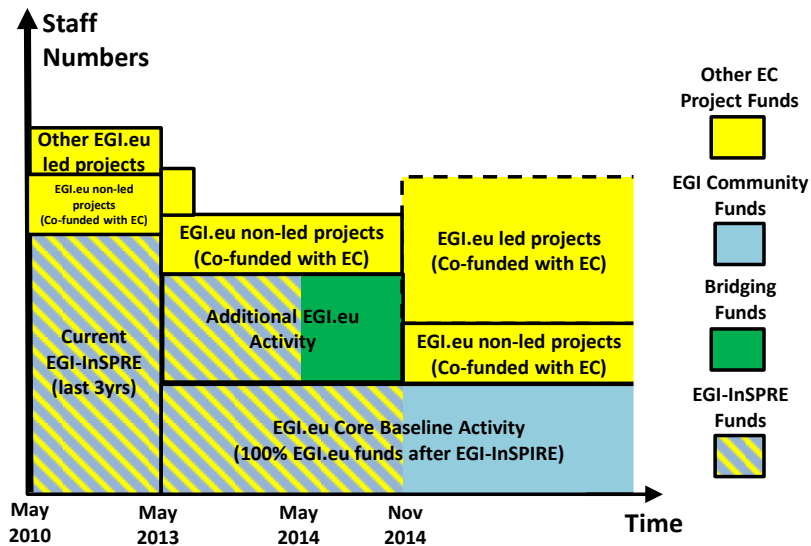 Staff
Numbers
Other EGI.eu
led projects
EGI.eu non-led
projects
(Co-funded with EC)
Current
EGI-InSPRE
(last 3yrs)
EGI.eu non-led projects
(Co-funded with EC)
Additional EGI.eu
Activity
EGI.eu led projects
(Co-funded with EC)
EGI.eu non-led projects
(Co-funded with EC)
EGI.eu Core Baseline Activity
(100% EGI.eu funds after EGI-InSPIRE)
May
2010
May
2013
May
2014
Nov
2014
Time
Other EC
Project Funds
EGI Community
Funds
Bridging
Funds
EGI-InSPRE
Funds